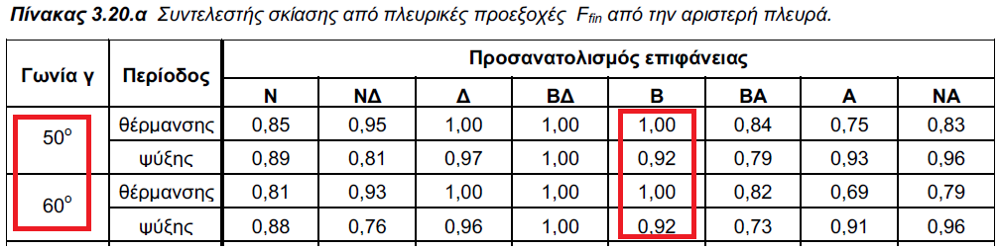 Πίνακας 3.20.α Συντελεστής σκίασης από πλευρικές προεξοχές Ffin από την αριστερή πλευρά.
Γωνία γ Περίοδος Προσανατολισμός επιφάνειας
Ν ΝΔ Δ ΒΔ Β ΒΑ Α ΝΑ
50° θέρμανσης 0,85 0,95 1,00 1,00 1,00 0,84 0,75 0,83
ψύξης 0,89 0,81 0,97 1,00 0,92 0,79 0,93 0,96
60° θέρμανσης 0,81 0,93 1,00 1,00 1,00 0,82 0,69 0,79
ψύξης 0,88 0,76 0,96 1,00 0,92 0,73 0,91 0,96